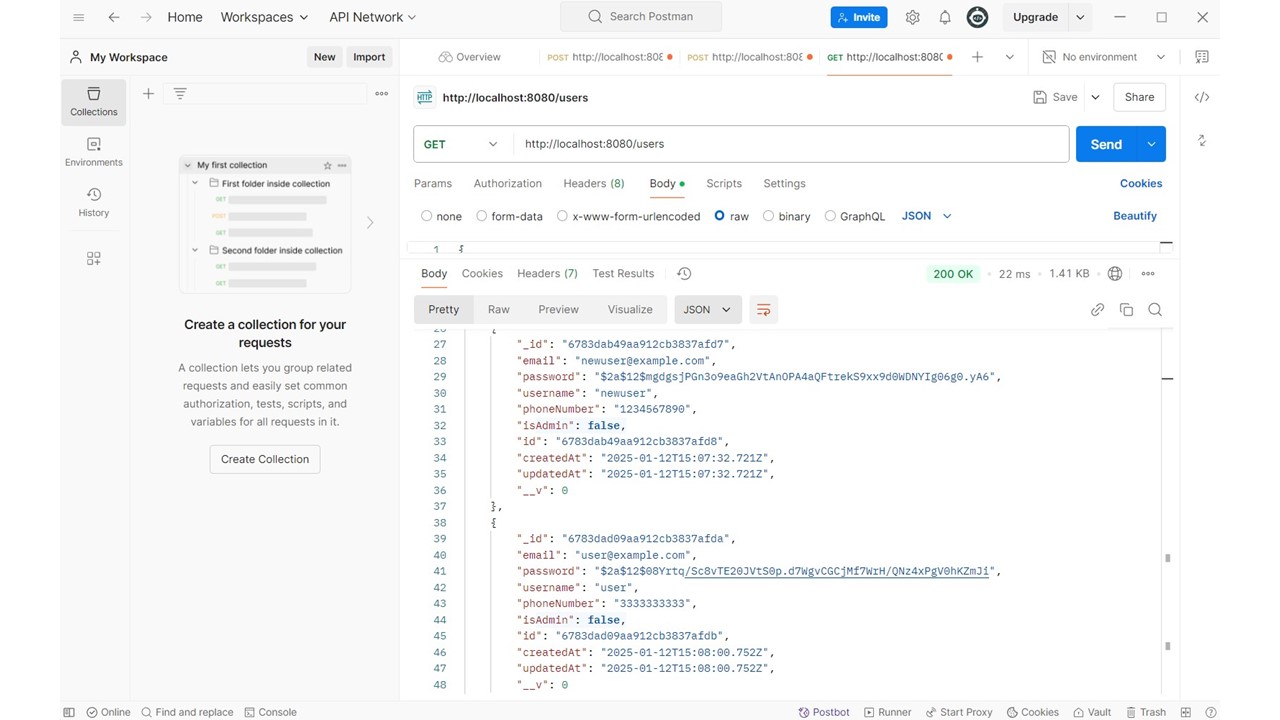 Home Workspaces API Network Search Postman Invite Upgrade
My Workspace New Import Overview POST http://localhost:808 POST http://localhost:808 GET http://localhost:8080 No environment
Collections
Environments
History
My first collection
First folder inside collection
GET
POST
GET
Second folder inside collection
GET
GET
Create a collection for your
requests
A collection lets you group related
requests and easily set common
authorization, tests, scripts, and
variables for all requests in it.
Create Collection
HTTP http://localhost:8080/users Save Share
GET http://localhost:8080/users Send
Params Authorization Headers (8) Body Scripts Settings Cookies
none form-data x-www-form-urlencoded raw binary GraphQL JSON Beautify
1 {
Body Cookies Headers (7) Test Results 200 OK 22 ms 1.41 KB
Pretty Raw Preview Visualize JSON
26 {
27 "_id": "6783dab49aa912cb3837afd7",
28 "email": "newuser@example.com",
29 "password": "$2a$12$mgdgsjPGn3o9eaGh2VtAnOPA4aQFtrekS9xx9d0WDNYIg06g0.yA6",
30 "username": "newuser",
31 "phoneNumber": "1234567890",
32 "isAdmin": false,
33 "id": "6783dab49aa912cb3837afd8",
34 "createdAt": "2025-01-12T15:07:32.721Z",
35 "updatedAt": "2025-01-12T15:07:32.721Z",
36 "__v": 0
37 },
38 {
39 "_id": "6783dad09aa912cb3837afda",
40 "email": "user@example.com",
41 "password": "$2a$12$08Yrtq/Sc8vTE20JVtS0p.d7WgvCGCjMf7WrH/QNz4xPgV0hKZmJi",
42 "username": "user",
43 "phoneNumber": "3333333333",
44 "isAdmin": false,
45 "id": "6783dad09aa912cb3837afdb",
46 "createdAt": "2025-01-12T15:08:00.752Z",
47 "updatedAt": "2025-01-12T15:08:00.752Z",
48 "__v": 0
Online Find and replace Console Postbot Runner Start Proxy Cookies Vault Trash